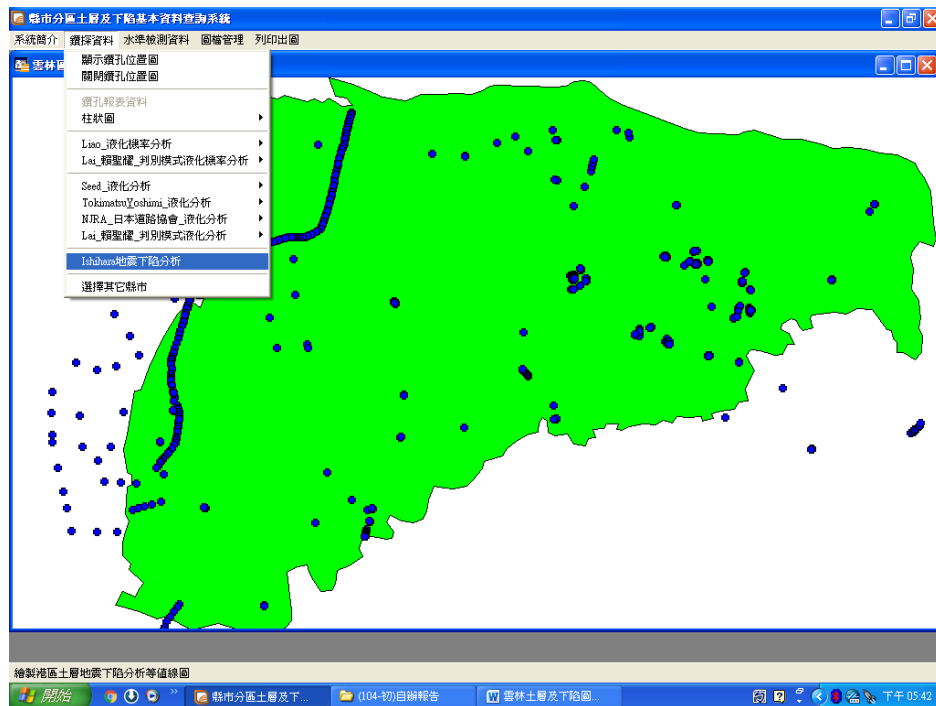 縣市分區土層及下陷基本資料查詢系統
系統簡介 鑽探資料 水準檢測資料 圖檔管理 列印出圖
雲林
顯示鑽孔位置圖
關閉鑽孔位置圖
鑽孔報表資料
柱狀圖
Liao_液化機率分析
Lai_賴聖耀_判別模式液化機率分析
Seed_液化分析
TokimatsuYoshimi_液化分析
NJRA_日本道路協會_液化分析
Lai_賴聖耀_判別模式液化分析
Ishihara地震下陷分析
選擇其它縣市
繪製港區土層地震下陷分析等值線圖
開始 縣市分區土層及下... (104-初)自辦報告 雲林土層及下陷圖... 下午 05:42